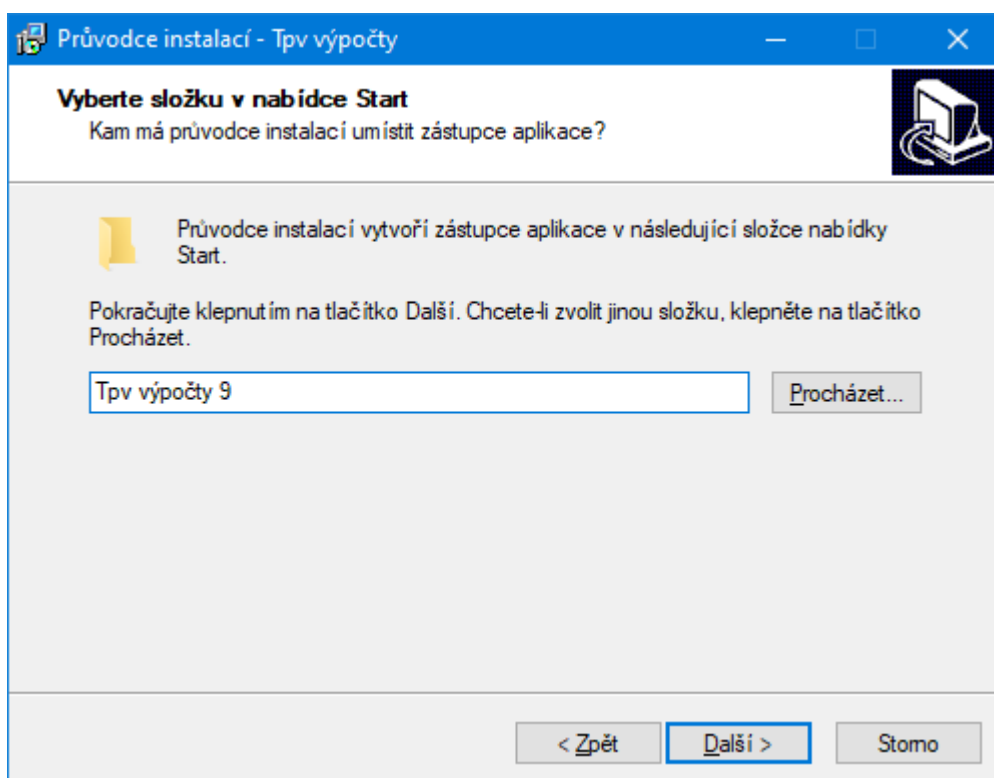 Průvodce instalací - Tpv výpočty
Vyberte složku v nabídce Start
Kam má průvodce instalací umístit zástupce aplikace?
Průvodce instalací vytvoří zástupce aplikace v následující složce nabídky
Start.
Pokračujte klepnutím na tlačítko Další. Chcete-li zvolit jinou složku, klepněte na tlačítko
Procházet.
Tpv výpočty 9
Procházet...
< Zpět
Další >
Storno